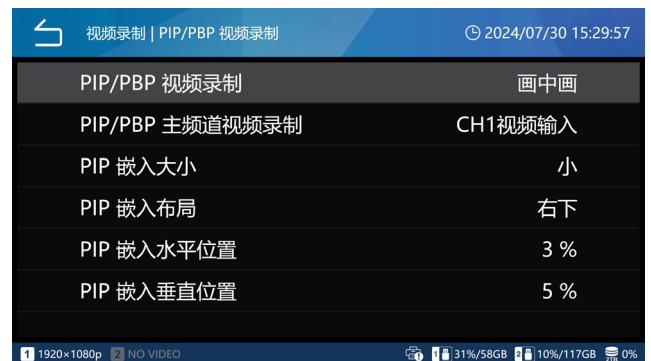 视频录制 | PIP/PBP 视频录制 2024/07/30 15:29:57
PIP/PBP 视频录制 画中画
PIP/PBP 主频道视频录制 CH1视频输入
PIP 嵌入大小 小
PIP 嵌入布局 右下
PIP 嵌入水平位置 3 %
PIP 嵌入垂直位置 5 %
1 1920×1080p 2 NO VIDEO 1 31%/58GB 2 10%/117GB 2TB 0%